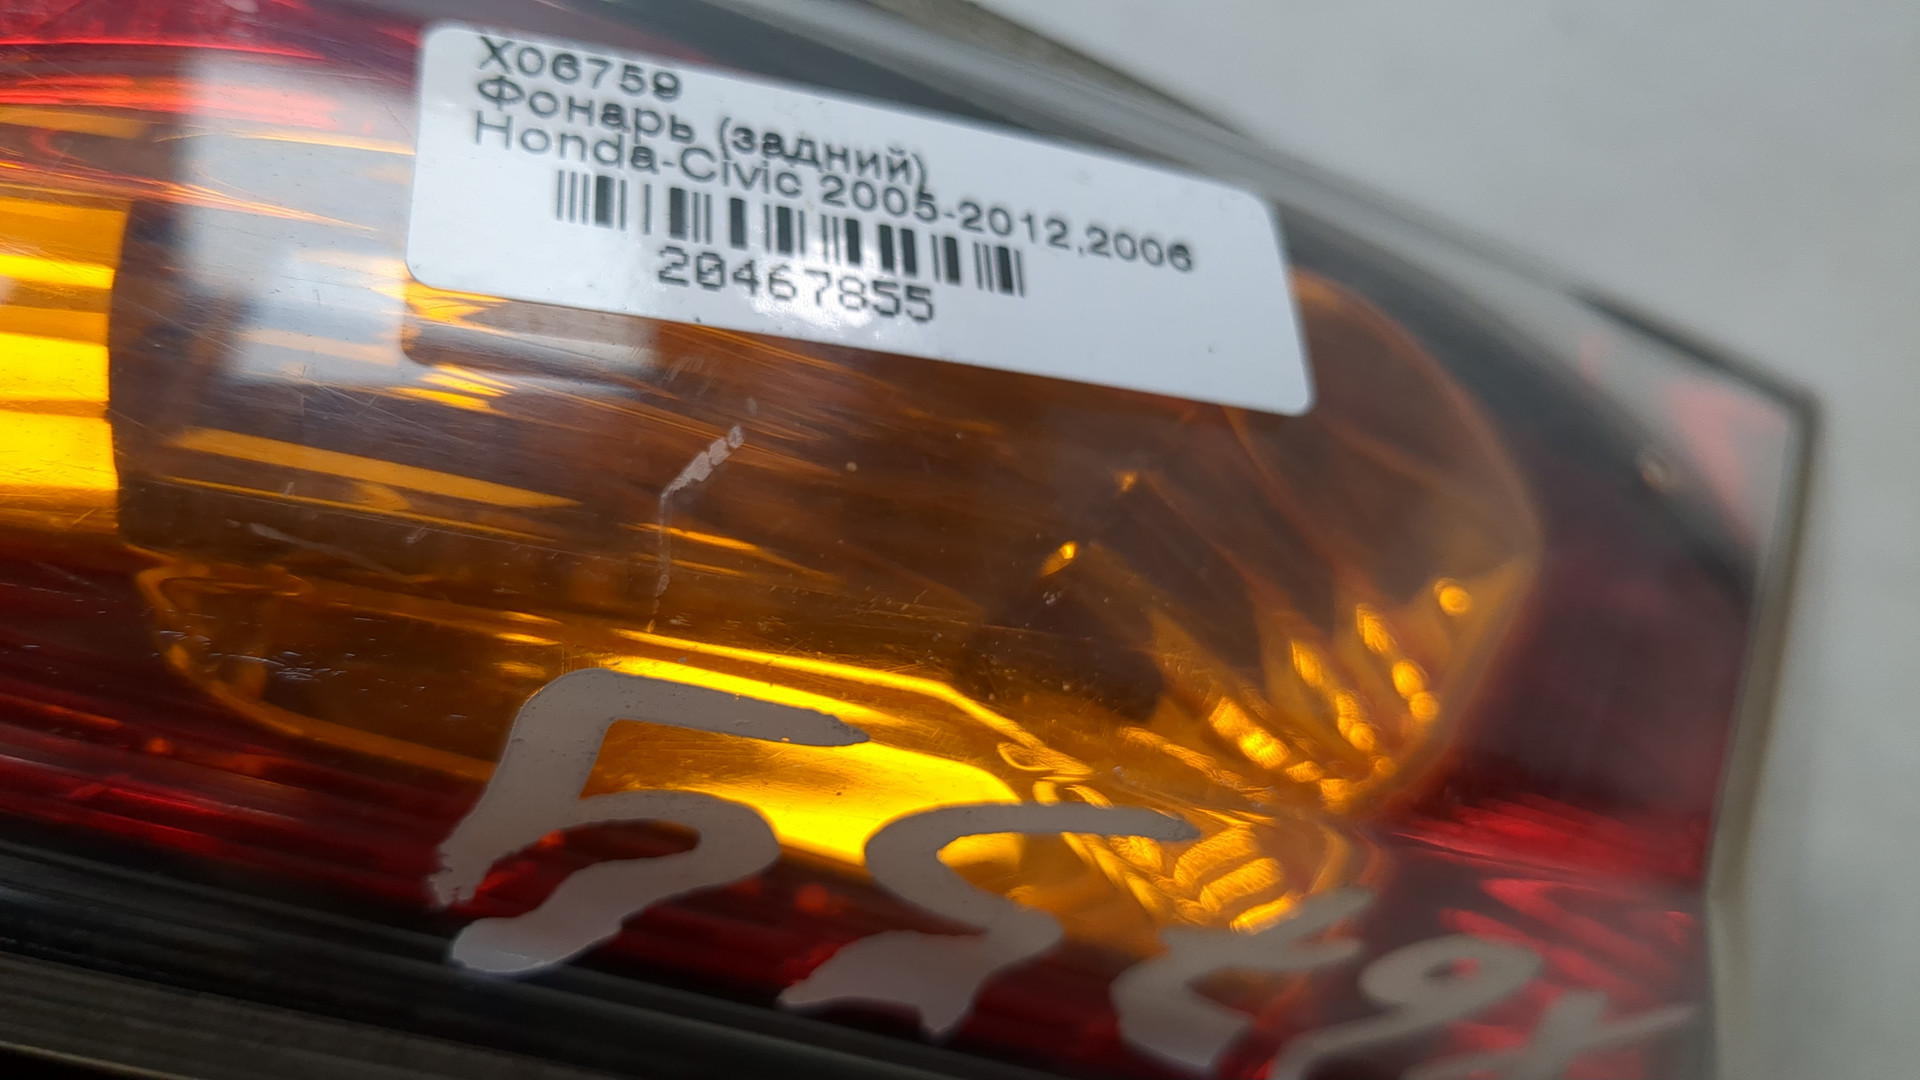 X06759
Фонарь (задний)
Honda-Civic 2005-2012,2006
20467855